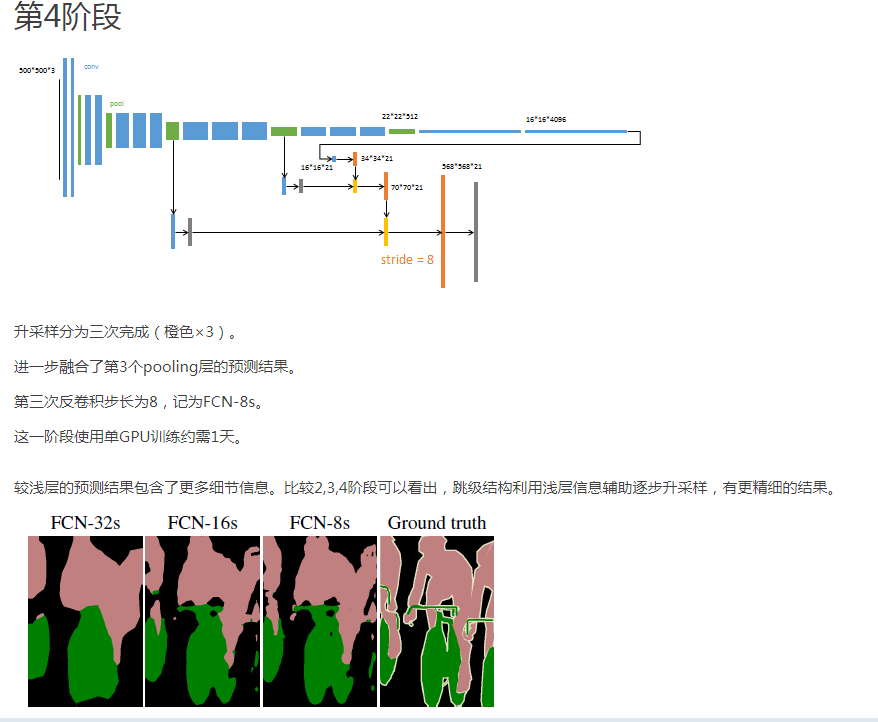 第4阶段
500*500*3
conv
pool
22*22*512
16*16*4096
16*16*21
34*34*21
568*568*21
70*70*21
stride = 8
升采样分为三次完成（橙色×3）。
进一步融合了第3个pooling层的预测结果。
第三次反卷积步长为8，记为FCN-8s。
这一阶段使用单GPU训练约需1天。
较浅层的预测结果包含了更多细节信息。比较2,3,4阶段可以看出，跳级结构利用浅层信息辅助逐步升采样，有更精细的结果。
FCN-32s FCN-16s FCN-8s Ground truth